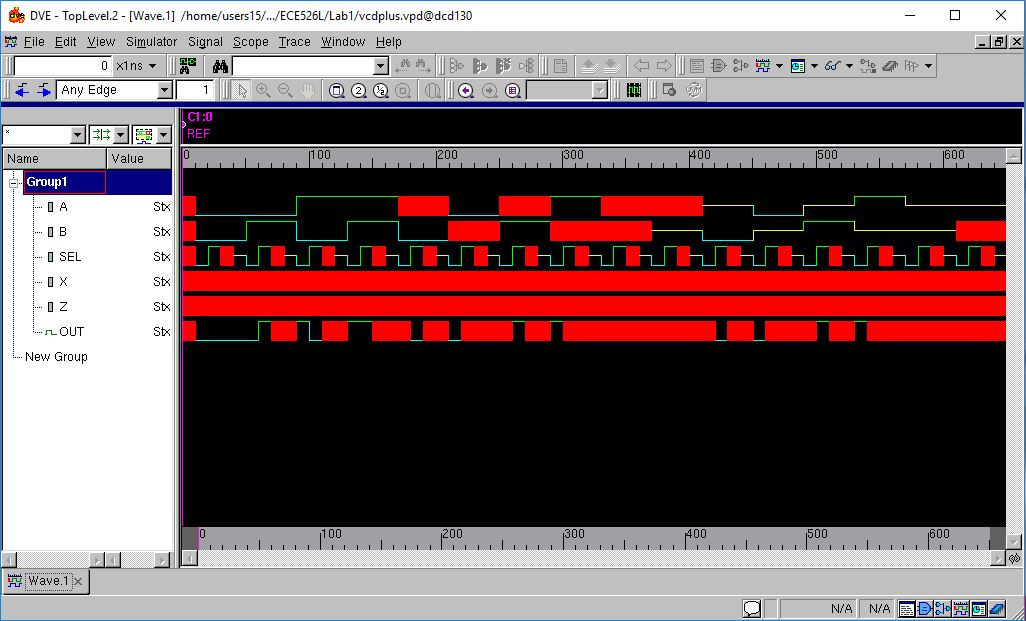 DVE - TopLevel.2 - [Wave.1] /home/users15/.../ECE526L/Lab1/vcdplus.vpd@dcd130
File Edit View Simulator Signal Scope Trace Window Help
0 x1ns
Any Edge 1
C1:0
REF
*
Name Value
0 100 200 300 400 500 600
Group1
A Stx
B Stx
SEL Stx
X Stx
Z Stx
OUT Stx
New Group
0 100 200 300 400 500 600
Wave.1
N/A N/A